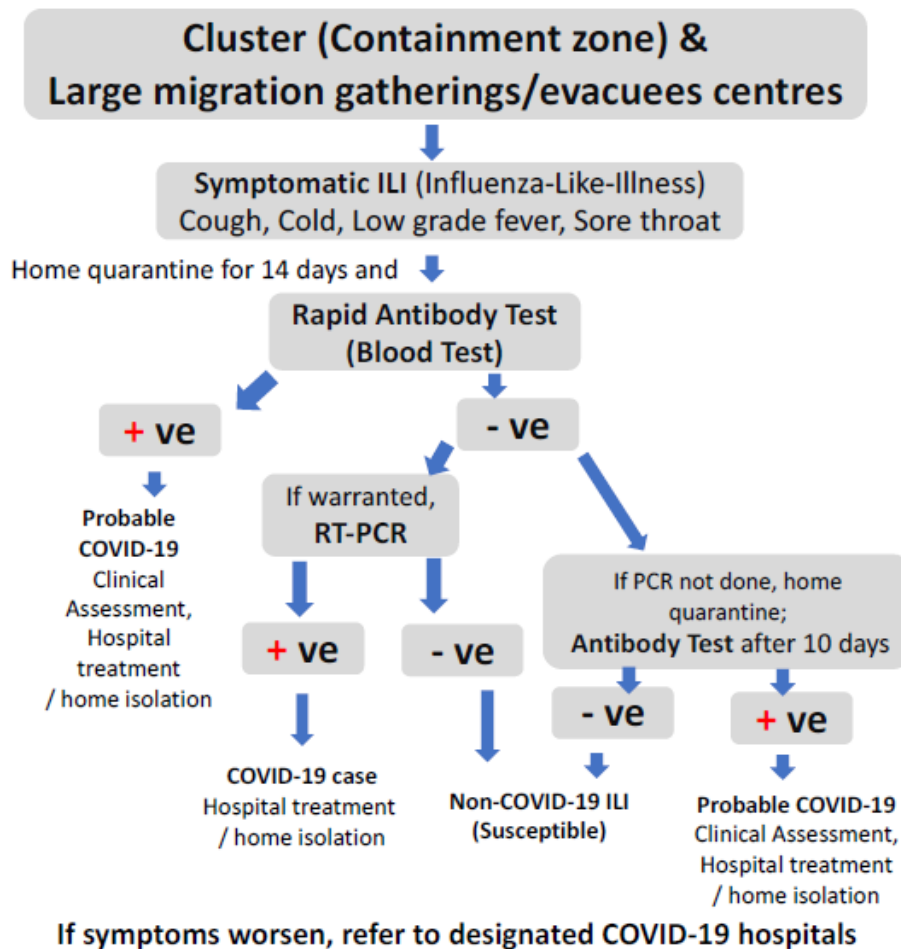 Cluster (Containment zone) &
Large migration gatherings/evacuees centres
Symptomatic ILI (Influenza-Like-Illness)
Cough, Cold, Low grade fever, Sore throat
Home quarantine for 14 days and
Rapid Antibody Test
(Blood Test)
+ ve
- ve
Probable
COVID-19
Clinical
Assessment,
Hospital
treatment
/ home isolation
If warranted,
RT-PCR
If PCR not done, home
quarantine;
Antibody Test after 10 days
+ ve
- ve
- ve
+ ve
COVID-19 case
Hospital treatment
/ home isolation
Non-COVID-19 ILI
(Susceptible)
Probable COVID-19
Clinical Assessment,
Hospital treatment
/ home isolation
If symptoms worsen, refer to designated COVID-19 hospitals